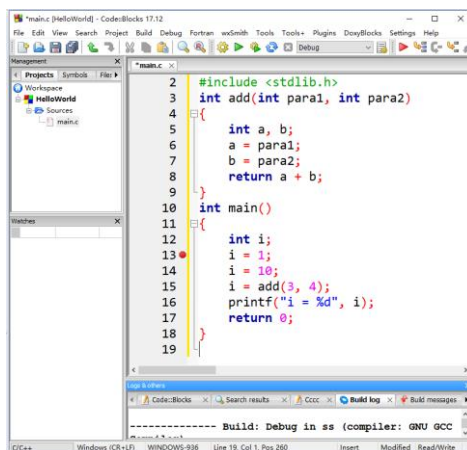 *main.c [HelloWorld] - Code::Blocks 17.12
File Edit View Search Project Build Debug Fortran wxSmith Tools Tools+ Plugins DoxyBlocks Settings Help
Debug
Management
Projects Symbols Files
Workspace
HelloWorld
Sources
main.c
Watches
*main.c
2 #include <stdlib.h>
3 int add(int para1, int para2)
4 {
5 int a, b;
6 a = para1;
7 b = para2;
8 return a + b;
9 }
10 int main()
11 {
12 int i;
13 i = 1;
14 i = 10;
15 i = add(3, 4);
16 printf("i = %d", i);
17 return 0;
18 }
19
Logs & others
Code::Blocks Search results Cccc Build log Build messages
-------------- Build: Debug in ss (compiler: GNU GCC
C/C++ Windows (CR+LF) WINDOWS-936 Line 19, Col 1, Pos 260 Insert Modified Read/Write